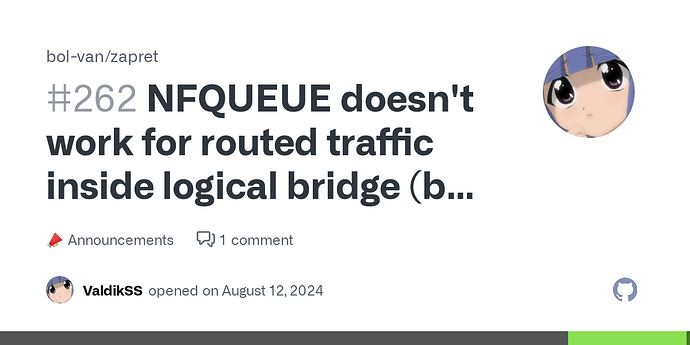 bol-van/zapret
#262 NFQUEUE doesn't
work for routed traffic
inside logical bridge (b...
Announcements 1 comment
ValdikSS opened on August 12, 2024